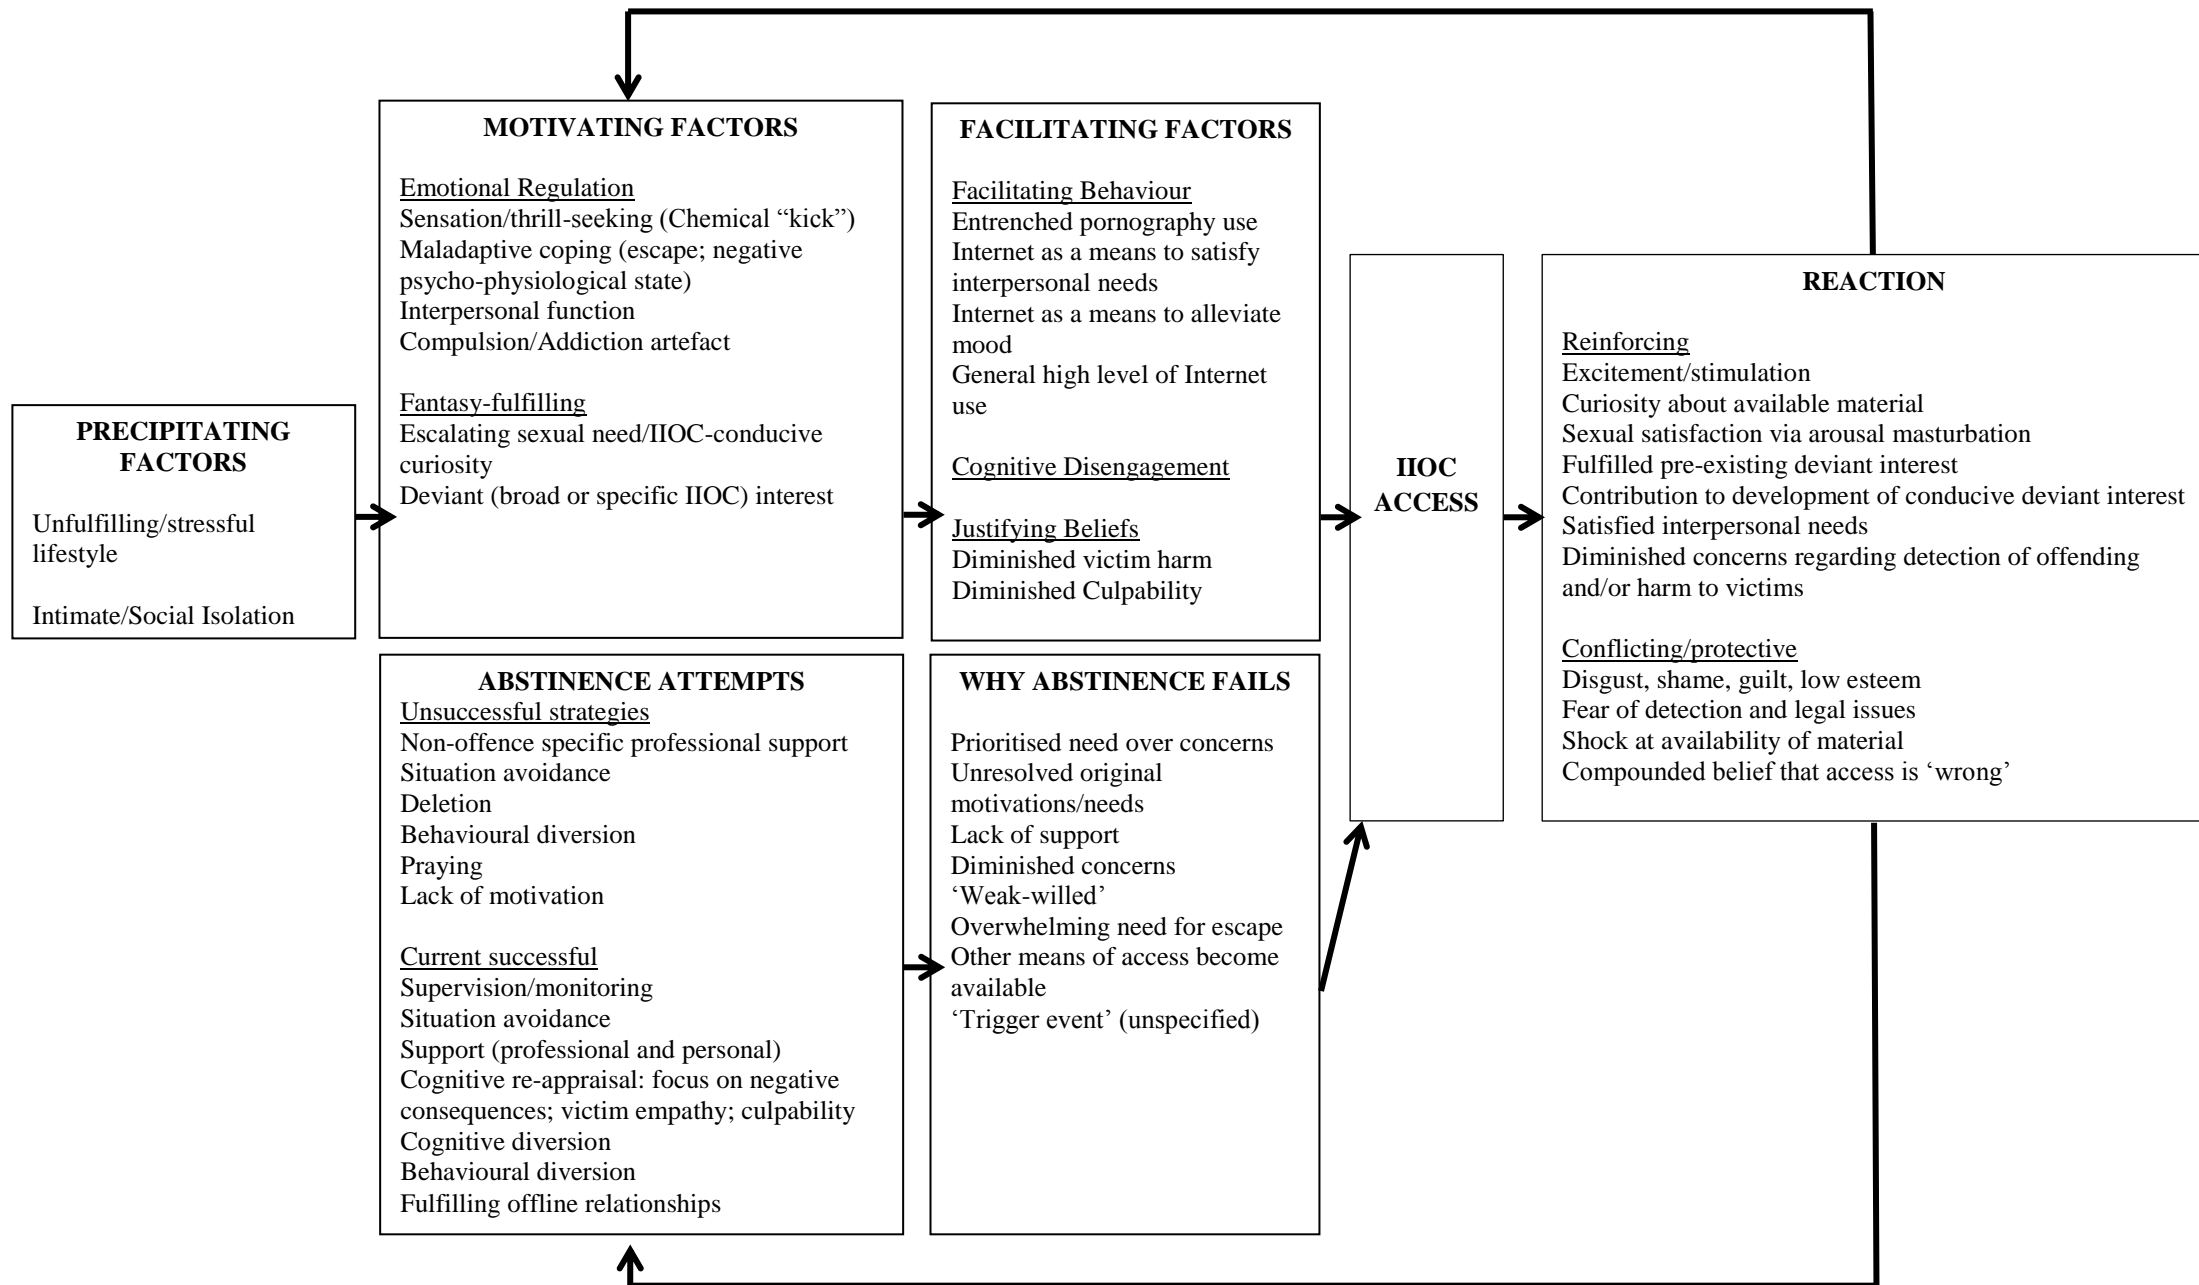 PRECIPITATING
FACTORS
Unfulfilling/stressful
lifestyle
Intimate/Social Isolation
MOTIVATING FACTORS
Emotional Regulation
Sensation/thrill-seeking (Chemical “kick”)
Maladaptive coping (escape; negative
psycho-physiological state)
Interpersonal function
Compulsion/Addiction artefact
Fantasy-fulfilling
Escalating sexual need/IIOC-conducive
curiosity
Deviant (broad or specific IIOC) interest
FACILITATING FACTORS
Facilitating Behaviour
Entrenched pornography use
Internet as a means to satisfy
interpersonal needs
Internet as a means to alleviate
mood
General high level of Internet
use
Cognitive Disengagement
Justifying Beliefs
Diminished victim harm
Diminished Culpability
IIOC
ACCESS
REACTION
Reinforcing
Excitement/stimulation
Curiosity about available material
Sexual satisfaction via arousal masturbation
Fulfilled pre-existing deviant interest
Contribution to development of conducive deviant interest
Satisfied interpersonal needs
Diminished concerns regarding detection of offending
and/or harm to victims
Conflicting/protective
Disgust, shame, guilt, low esteem
Fear of detection and legal issues
Shock at availability of material
Compounded belief that access is ‘wrong’
ABSTINENCE ATTEMPTS
Unsuccessful strategies
Non-offence specific professional support
Situation avoidance
Deletion
Behavioural diversion
Praying
Lack of motivation
Current successful
Supervision/monitoring
Situation avoidance
Support (professional and personal)
Cognitive re-appraisal: focus on negative
consequences; victim empathy; culpability
Cognitive diversion
Behavioural diversion
Fulfilling offline relationships
WHY ABSTINENCE FAILS
Prioritised need over concerns
Unresolved original
motivations/needs
Lack of support
Diminished concerns
‘Weak-willed’
Overwhelming need for escape
Other means of access become
available
‘Trigger event’ (unspecified)